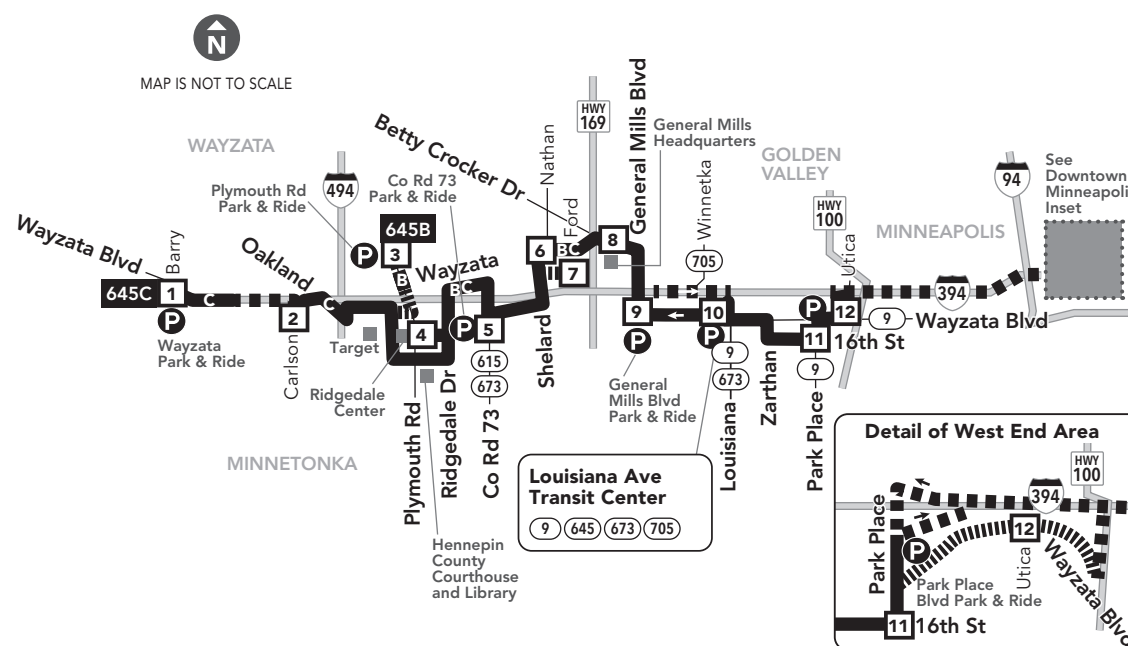 N
MAP IS NOT TO SCALE
WAYZATA
494
Plymouth Rd
Park & Ride
Co Rd 73
Park & Ride
Betty Crocker Dr
Nathan
Ford
HWY
169
General Mills Blvd
General Mills
Headquarters
Winnetka
705
GOLDEN
VALLEY
HWY
100
Utica
MINNEAPOLIS
94
See
Downtown
Minneapoli
Inset
Wayzata Blvd
Barry
645C
1
C
P
Wayzata
Park & Ride
Oakland
C
2
Carlson
P
645B
3
B
Wayzata
Target
Ridgedale
Center
4
Plymouth Rd
Ridgedale Dr
B C
P
5
615
673
Co Rd 73
Hennepin
County
Courthouse
and Library
MINNETONKA
Shelard
6
BC
7
8
9
P
General
Mills Blvd
Park & Ride
10
P
9
673
Louisiana
Zarthan
P
11
16th St
9
Park Place
12
9
Wayzata Blvd
394
Louisiana Ave
Transit Center
9 645 673 705
Detail of West End Area
HWY
100
394
Park Place
P
12
Utica
Wayzata Blvd
Park Place
Blvd Park & Ride
11
16th St